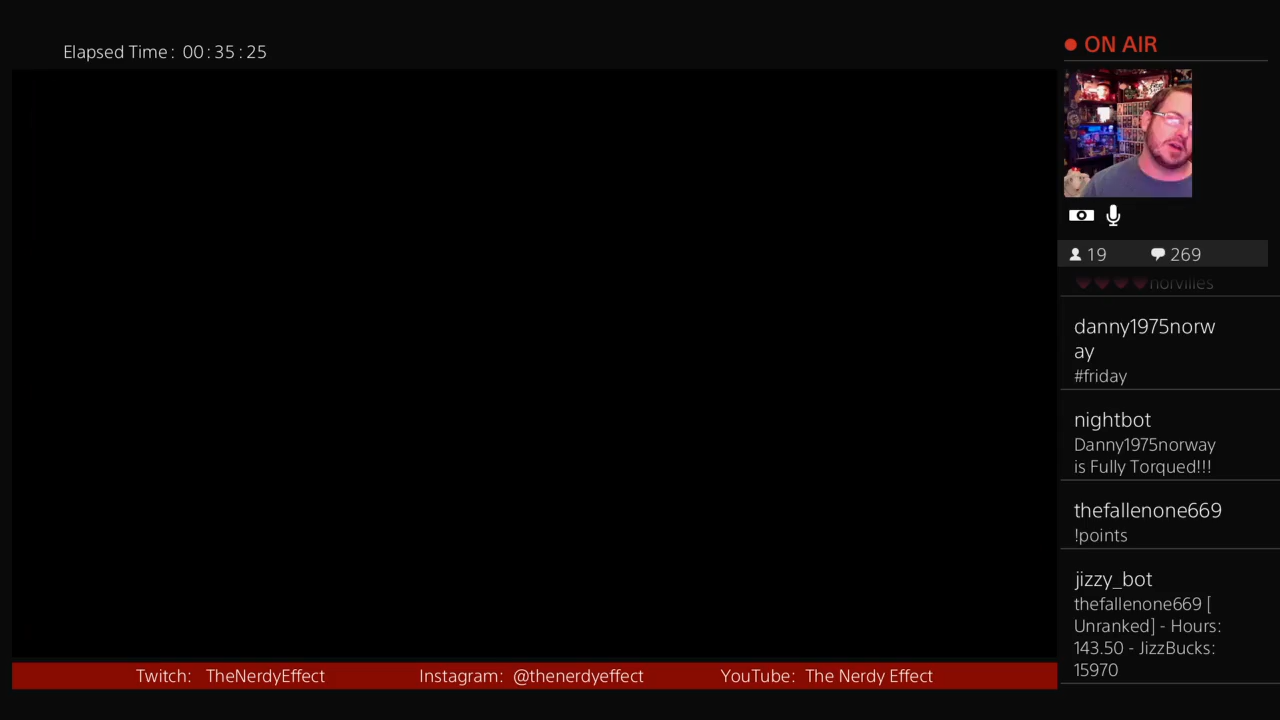 Elapsed Time: 00:35:25
ON AIR
19 269
norvilles
danny1975norw
ay
#friday
nightbot
Danny1975norway
is Fully Torqued!!!
thefallenone669
!points
jizzy_bot
thefallenone669 [
Unranked] - Hours:
143.50 - JizzBucks:
15970
Twitch: TheNerdyEffect Instagram: @thenerdyeffect YouTube: The Nerdy Effect